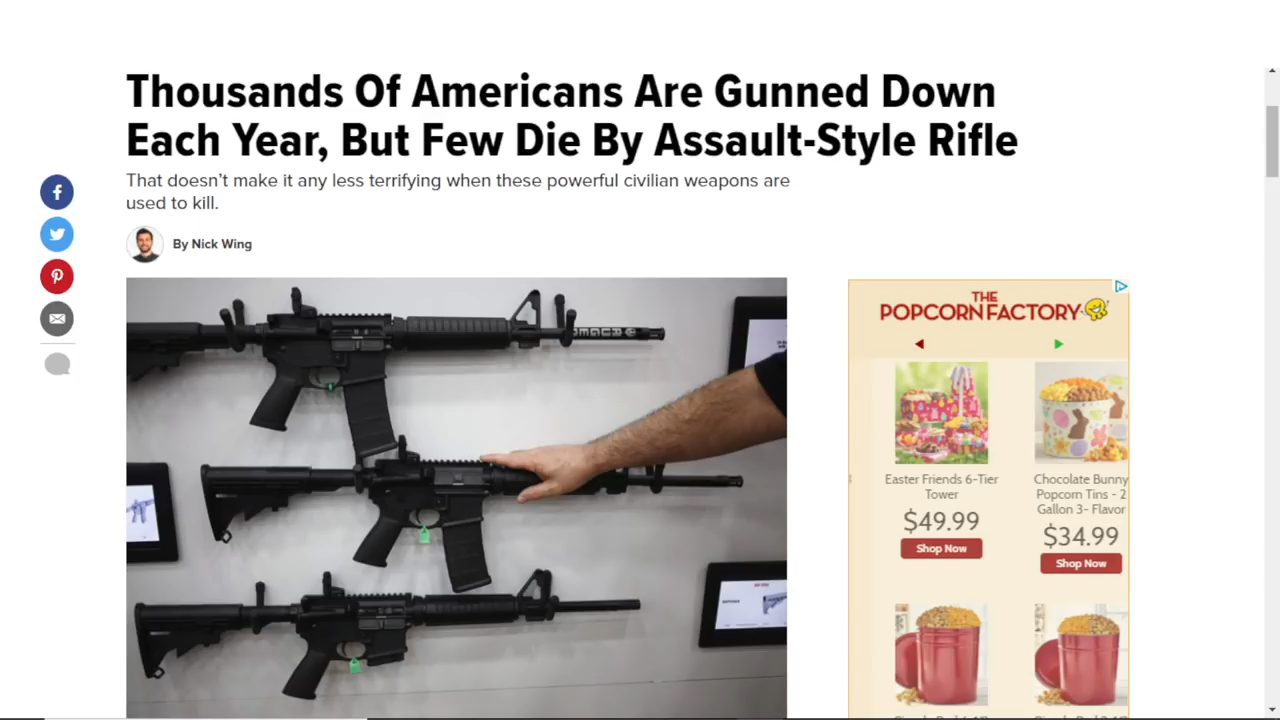 Thousands Of Americans Are Gunned Down
Each Year, But Few Die By Assault-Style Rifle
That doesn't make it any less terrifying when these powerful civilian weapons are
used to kill.
By Nick Wing
THE
POPCORN FACTORY
Easter Friends 6-Tier
Tower
$49.99
Shop Now
Chocolate Bunny
Popcorn Tins - 2
Gallon 3- Flavor
$34.99
Shop Now